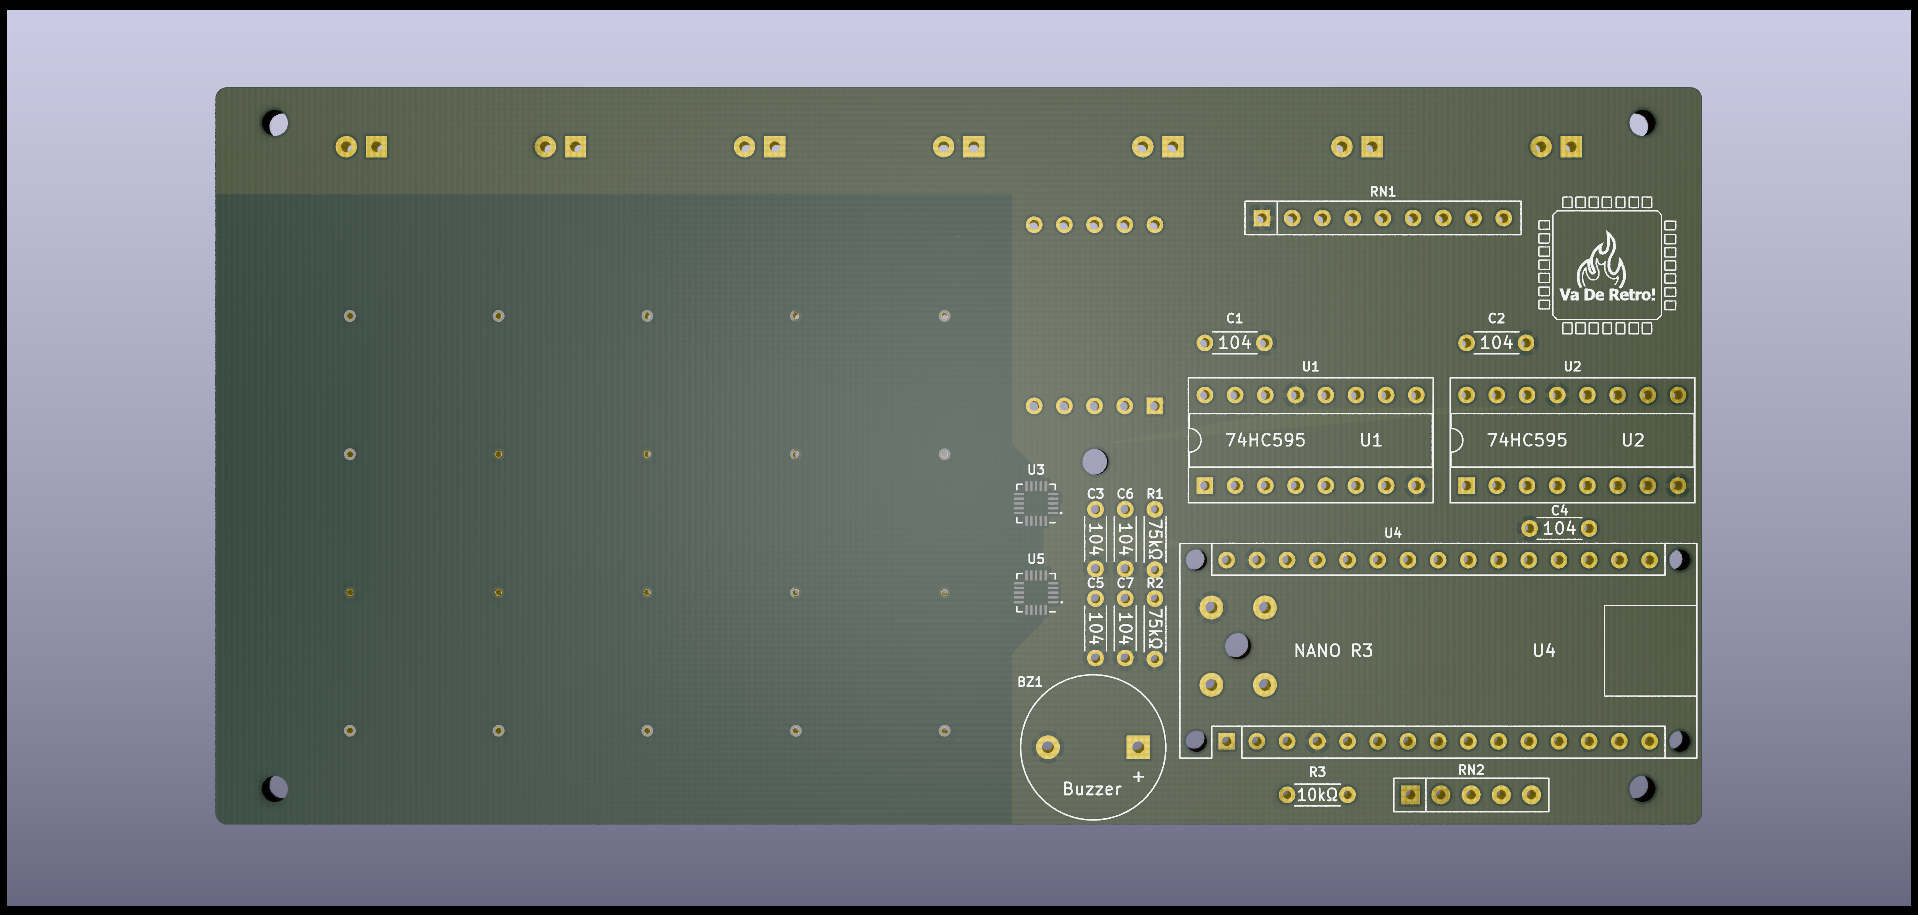 RN1
Va De Retro!
C1
104
C2
104
U1
74HC595 U1
U2
74HC595 U2
U3
C3 C6 R1
104 104 75kΩ
C4
104
U5
C5 C7 R2
104 104 75kΩ
U4
NANO R3 U4
BZ1
+
Buzzer
R3
10kΩ
RN2